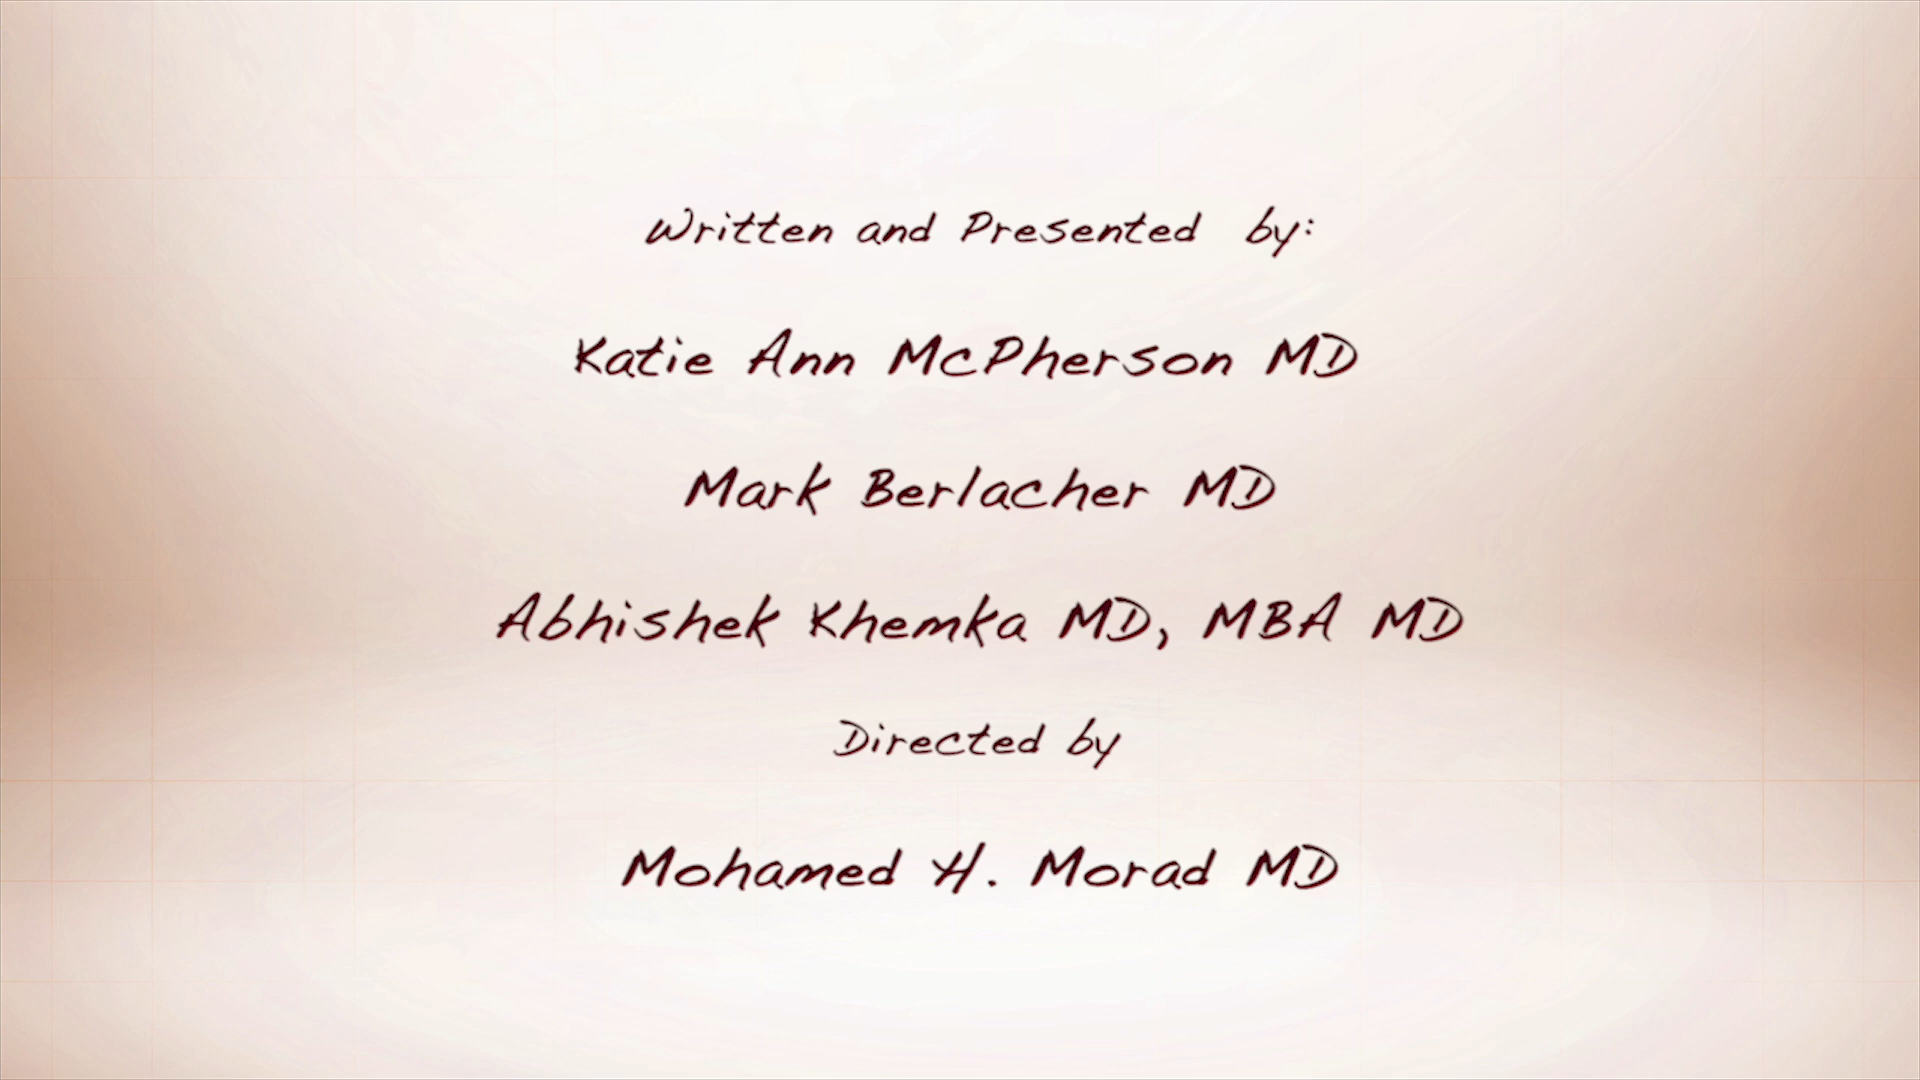 Written and Presented by:
Katie Ann McPherson MD
Mark Berlacher MD
Abhishek Khemka MD, MBA MD
Directed by
Mohamed H. Morad MD